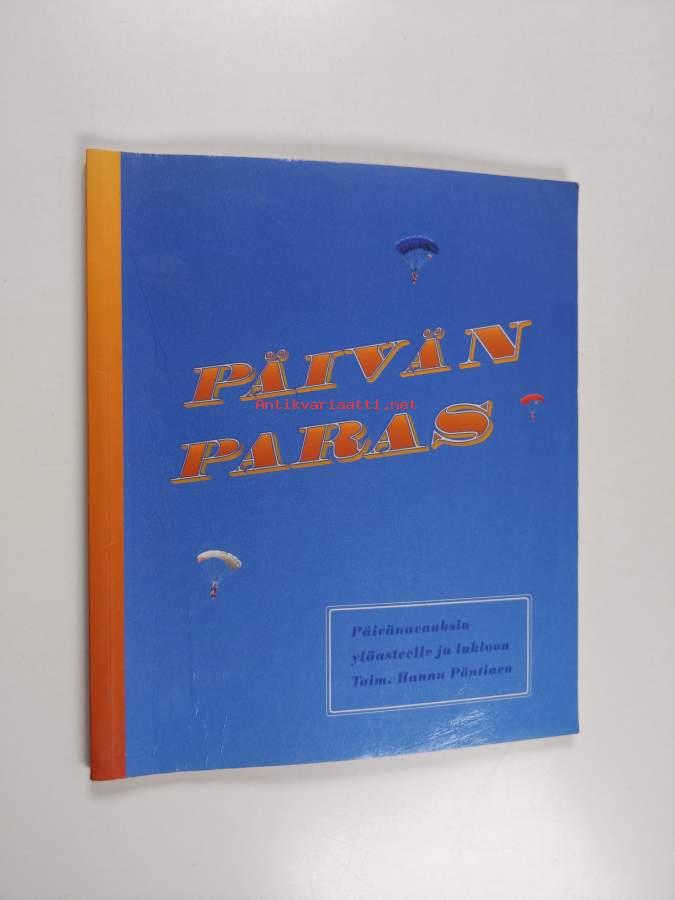 PÄIVÄN
Antikvariaatti.net
PARAS
Päivänavauksia
yläasteelle ja lukioon
Toim. Hannu Pöntinen